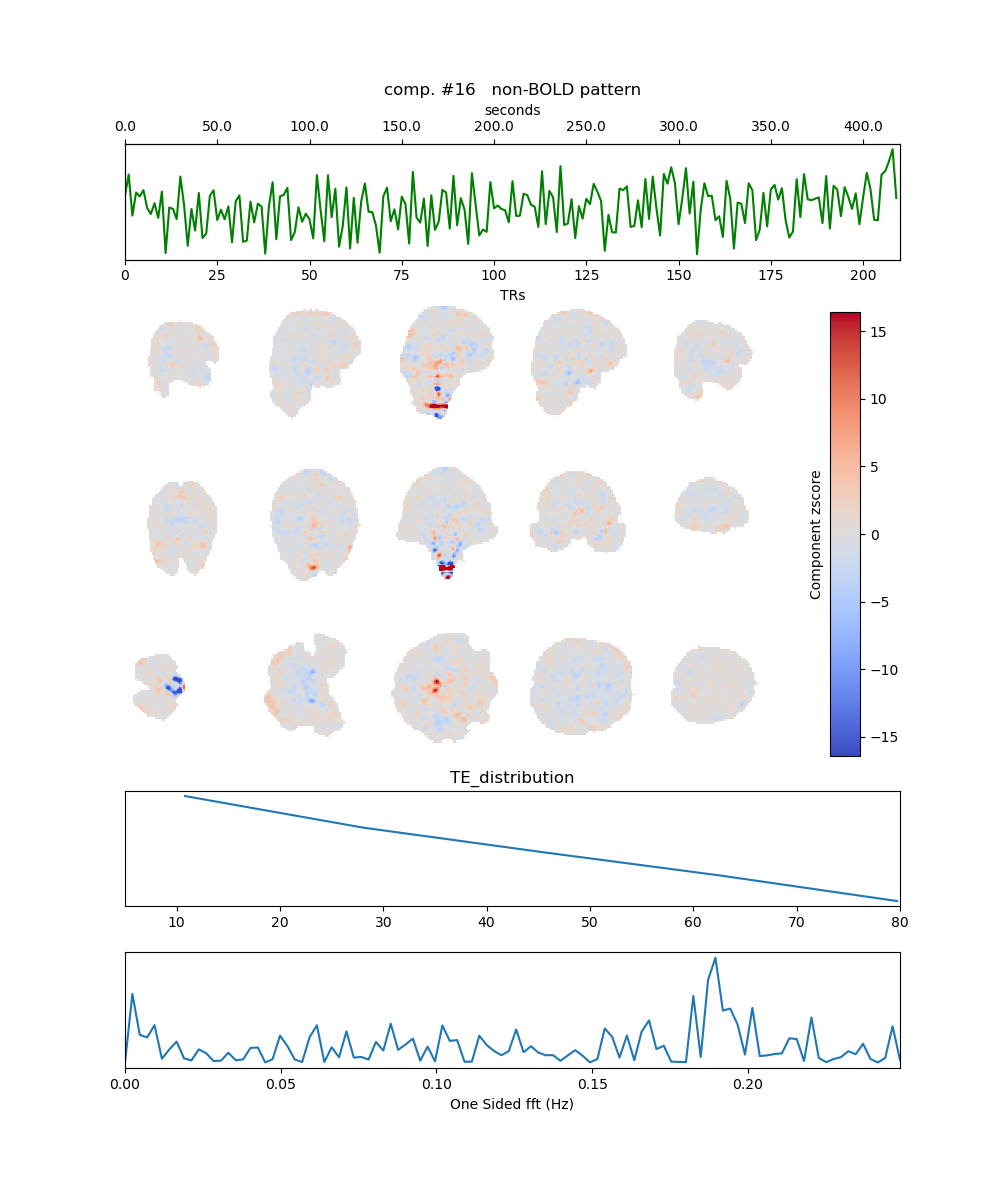 comp. #16   non-BOLD pattern
seconds
0.0 50.0 100.0 150.0 200.0 250.0 300.0 350.0 400.0
0 25 50 75 100 125 150 175 200
TRs
15
10
5
0
−5
−10
−15
Component zscore
TE_distribution
10 20 30 40 50 60 70 80
0.00 0.05 0.10 0.15 0.20
One Sided fft (Hz)